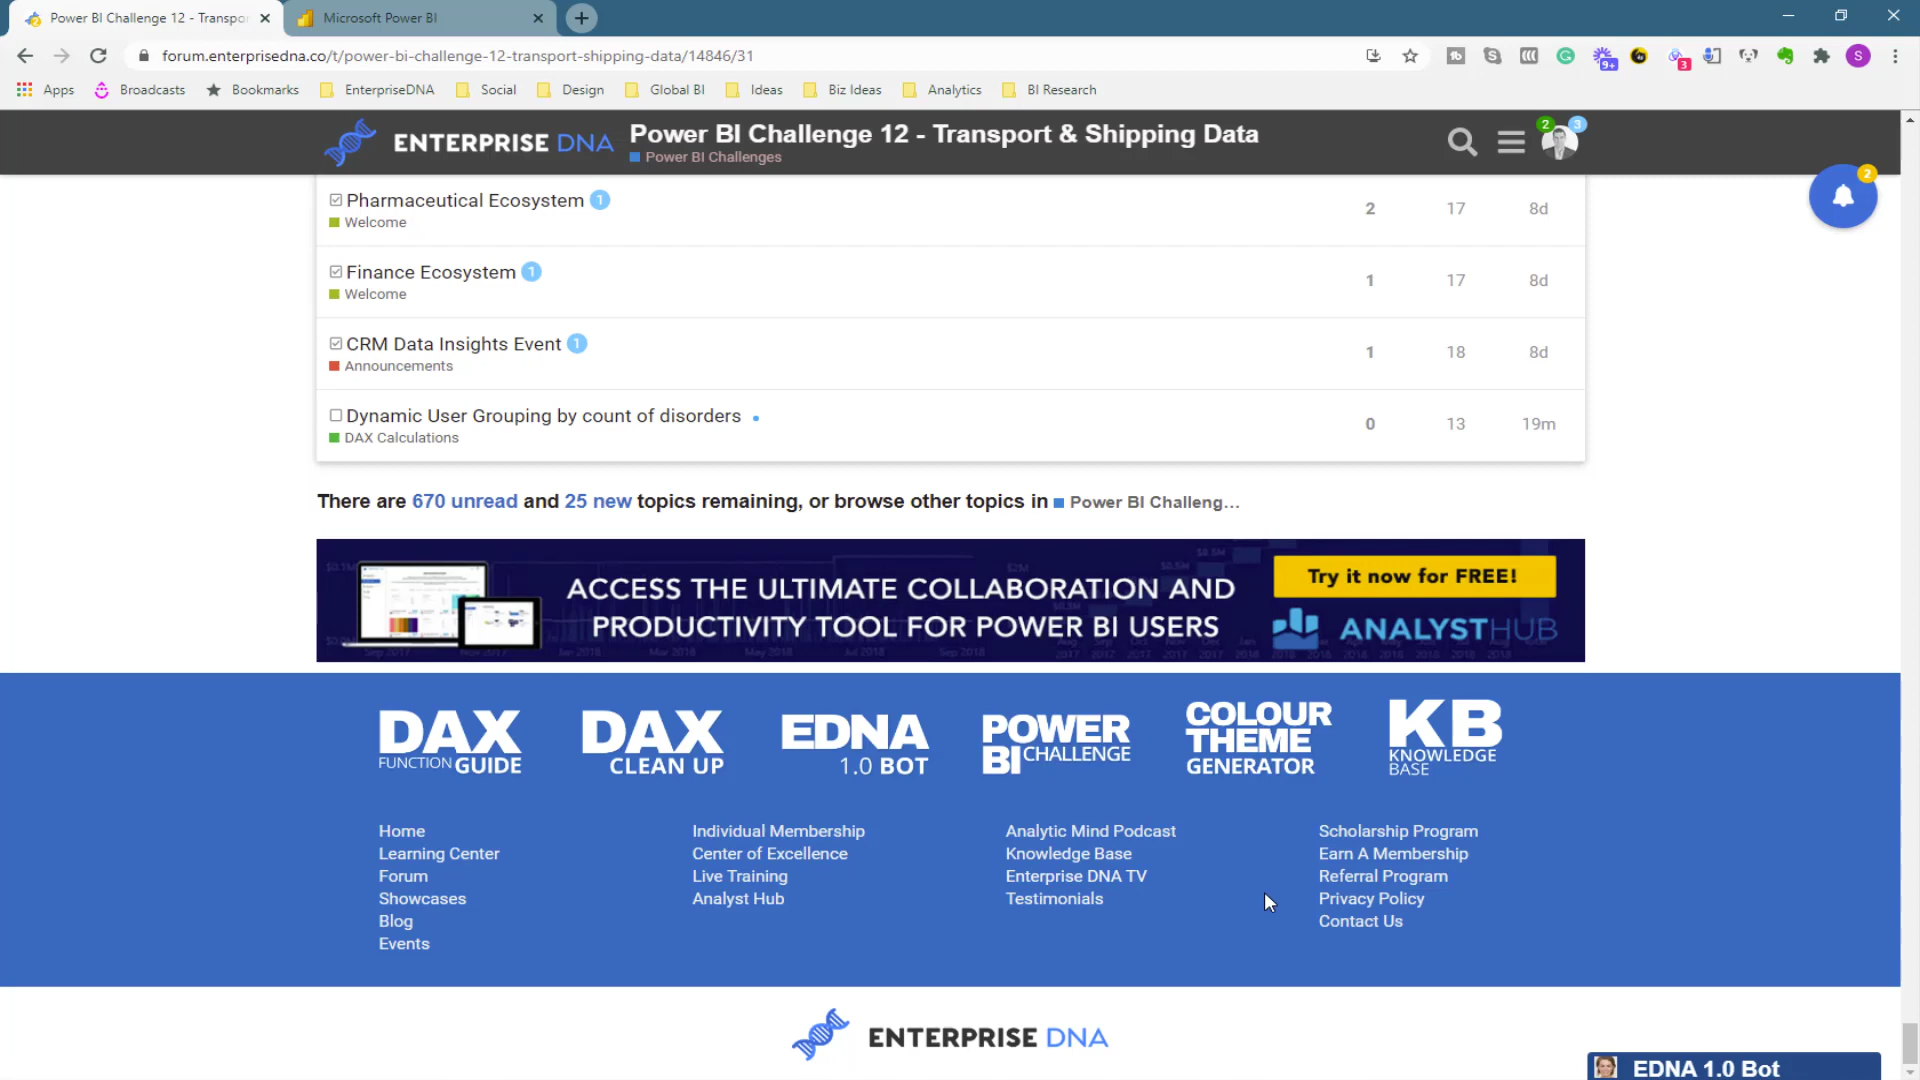 Power BI Challenge 12 - Transpor
Microsoft Power BI
forum.enterprisedna.co/t/power-bi-challenge-12-transport-shipping-data/14846/31
9+
3
S
Apps
Broadcasts
Bookmarks
EnterpriseDNA
Social
Design
Global BI
Ideas
Biz Ideas
Analytics
BI Research
ENTERPRISE DNA
Power BI Challenge 12 - Transport & Shipping Data
Power BI Challenges
2
3
2
Pharmaceutical Ecosystem 1
Welcome
2 17 8d
Finance Ecosystem 1
Welcome
1 17 8d
CRM Data Insights Event 1
Announcements
1 18 8d
Dynamic User Grouping by count of disorders
DAX Calculations
0 13 19m
There are 670 unread and 25 new topics remaining, or browse other topics in Power BI Challeng...
ACCESS THE ULTIMATE COLLABORATION AND
PRODUCTIVITY TOOL FOR POWER BI USERS
Try it now for FREE!
ANALYSTHUB
DAX
FUNCTION GUIDE
DAX
CLEAN UP
EDNA
1.0 BOT
POWER
BI CHALLENGE
COLOUR
THEME
GENERATOR
KB
KNOWLEDGE
BASE
Home
Learning Center
Forum
Showcases
Blog
Events
Individual Membership
Center of Excellence
Live Training
Analyst Hub
Analytic Mind Podcast
Knowledge Base
Enterprise DNA TV
Testimonials
Scholarship Program
Earn A Membership
Referral Program
Privacy Policy
Contact Us
ENTERPRISE DNA
EDNA 1.0 Bot